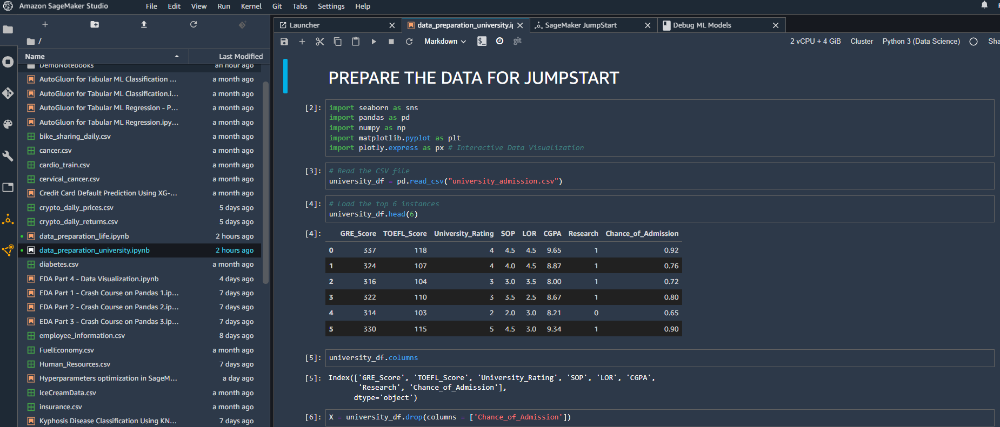 Amazon SageMaker Studio File Edit View Run Kernel Git Tabs Settings Help
Launcher data_preparation_university.i SageMaker JumpStart Debug ML Models
Markdown git 2 vCPU + 4 GiB Cluster Python 3 (Data Science) Sha
/
Name Last Modified
DemoNotebooks an hour ago
AutoGluon for Tabular ML Classification ... a month ago
AutoGluon for Tabular ML Classification.i... a month ago
AutoGluon for Tabular ML Regression - P... a month ago
AutoGluon for Tabular ML Regression.ipy... a month ago
bike_sharing_daily.csv a month ago
cancer.csv a month ago
cardio_train.csv a month ago
cervical_cancer.csv a month ago
Credit Card Default Prediction Using XG-... a month ago
crypto_daily_prices.csv 5 days ago
crypto_daily_returns.csv 5 days ago
data_preparation_life.ipynb 2 hours ago
data_preparation_university.ipynb 2 hours ago
diabetes.csv a month ago
EDA Part 4 - Data Visualization.ipynb 4 days ago
EDA Part 1 - Crash Course on Pandas 1.ip... 7 days ago
EDA Part 2 - Crash Course on Pandas 2.ip... 7 days ago
EDA Part 3 - Crash Course on Pandas 3.ip... 7 days ago
employee_information.csv 8 days ago
FuelEconomy.csv a month ago
Human_Resources.csv 7 days ago
Hyperparameters optimization in SageM... a day ago
IceCreamData.csv a month ago
insurance.csv a month ago
Kyphosis Disease Classification Using KN... 7 days ago
PREPARE THE DATA FOR JUMPSTART
[2]: import seaborn as sns
import pandas as pd
import numpy as np
import matplotlib.pyplot as plt
import plotly.express as px # Interactive Data Visualization
[3]: # Read the CSV file
university_df = pd.read_csv("university_admission.csv")
[4]: # Load the top 6 instances
university_df.head(6)
[4]: GRE_Score TOEFL_Score University_Rating SOP LOR CGPA Research Chance_of_Admission
0 337 118 4 4.5 4.5 9.65 1 0.92
1 324 107 4 4.0 4.5 8.87 1 0.76
2 316 104 3 3.0 3.5 8.00 1 0.72
3 322 110 3 3.5 2.5 8.67 1 0.80
4 314 103 2 2.0 3.0 8.21 0 0.65
5 330 115 5 4.5 3.0 9.34 1 0.90
[5]: university_df.columns
[5]: Index(['GRE_Score', 'TOEFL_Score', 'University_Rating', 'SOP', 'LOR', 'CGPA',
'Research', 'Chance_of_Admission'],
dtype='object')
[6]: X = university_df.drop(columns = ['Chance_of_Admission'])